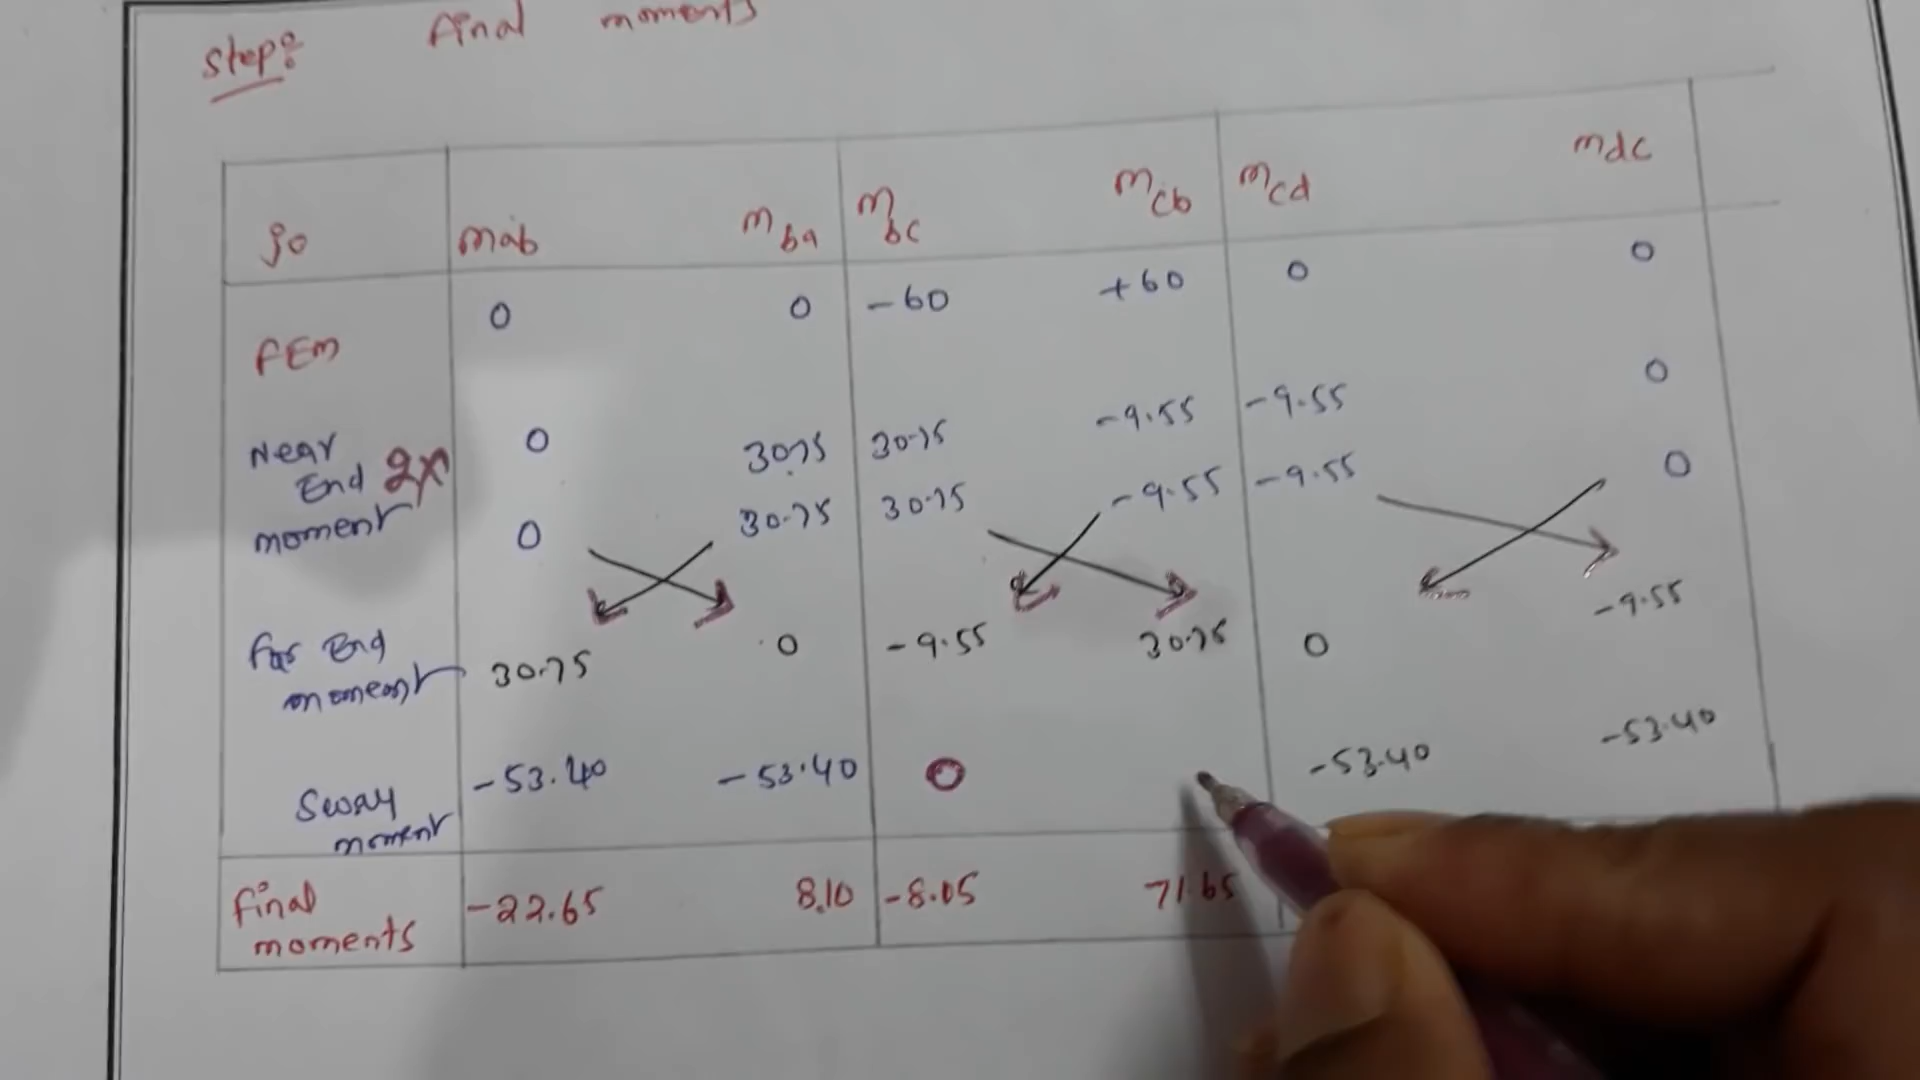 Step: final moments
Jo mab mba mbc mcb mcd mdc
FEM 0 0 -60 +60 0 0
Near End moment 2x 0 30.75 30.75 -9.55 -9.55 0
0 30.75 30.75 -9.55 -9.55 0
far End moment 30.75 0 -9.55 30.75 0 -9.55
Sway moment -53.40 -53.40 0 -53.40 -53.40
final moments -22.65 8.10 -8.05 71.65